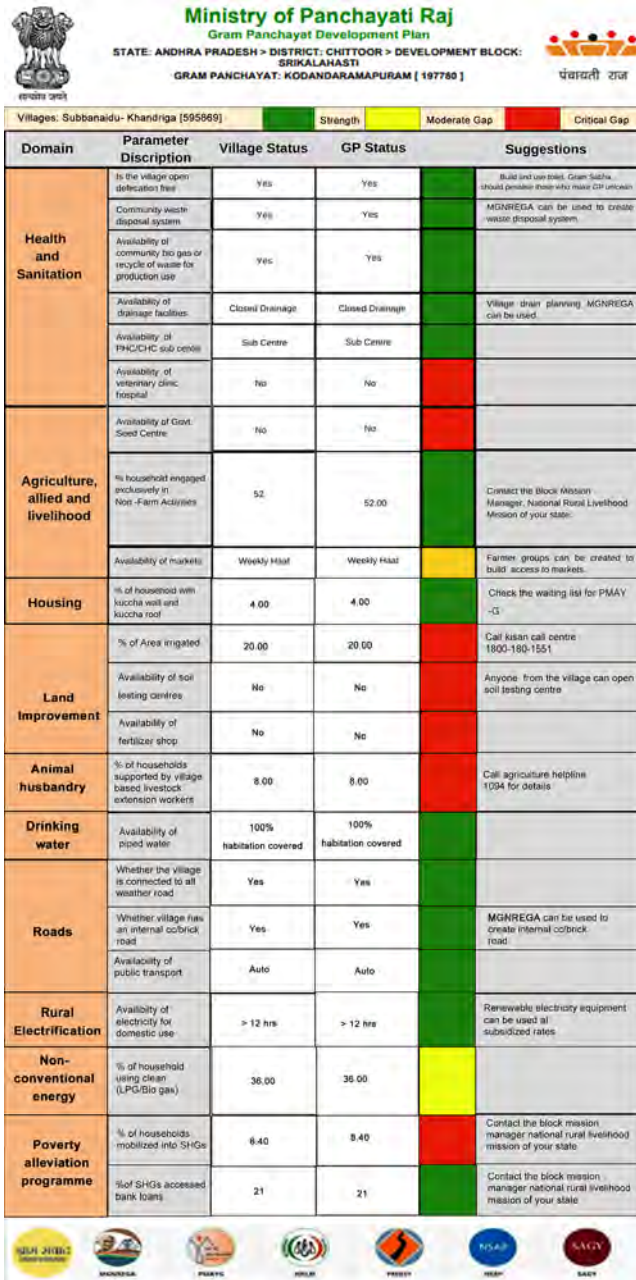 Ministry of Panchayati Raj
Gram Panchayat Development Plan
STATE: ANDHRA PRADESH > DISTRICT: CHITTOOR > DEVELOPMENT BLOCK:
SRIKALAHASTI
GRAM PANCHAYAT: KODANDARAMAPURAM [ 197780 ]
सत्यमेव जयते
पंचायती राज
Villages: Subbanaidu- Khandriga [595869] Strength Moderate Gap Critical Gap
Domain Parameter Discription Village Status GP Status Suggestions
Health and Sanitation
Is the village open defecation free Yes Yes Build and use toilet. Gram Sabha should penalise those who make GP unclean
Community waste disposal system Yes Yes MGNREGA can be used to create waste disposal system
Availability of community bio gas or recycle of waste for production use Yes Yes
Availability of drainage facilities Closed Drainage Closed Drainage Village drain planning MGNREGA can be used.
Availability of PHC/CHC sub centre Sub Centre Sub Centre
Availability of veterinary clinic hospital No No
Agriculture, allied and livelihood
Availability of Govt. Seed Centre No No
% household engaged exclusively in Non -Farm Activities 52 52.00 Contact the Block Mission Manager, National Rural Livelihood Mission of your state.
Availability of markets Weekly Haat Weekly Haat Farmer groups can be created to build access to markets.
Housing
% of household with kuccha wall and kuccha roof 4.00 4.00 Check the waiting list for PMAY -G
Land Improvement
% of Area irrigated 20.00 20.00 Call kisan call centre 1800-180-1551
Availability of soil testing centres No No Anyone from the village can open soil testing centre
Availability of fertilizer shop No No
Animal husbandry
% of households supported by village based livestock extension workers 8.00 8.00 Call agriculture helpline 1094 for details
Drinking water
Availability of piped water 100% habitation covered 100% habitation covered
Roads
Whether the village is connected to all weather road Yes Yes
Whether village has an internal co/brick road Yes Yes MGNREGA can be used to create internal co/brick road
Availability of public transport Auto Auto
Rural Electrification
Availibity of electricity for domestic use > 12 hrs > 12 hrs Renewable electricity equipment can be used at subsidized rates
Non-conventional energy
% of household using clean (LPG/Bio gas) 36.00 36.00
Poverty alleviation programme
% of households mobilized into SHGs 8.40 Contact the block mission manager national rural livelihood mission of your state
%of SHGs accessed bank loans 21 21 Contact the block mission manager national rural livelihood mission of your state
MGNREGA
NSAP
SAGY
SAGY